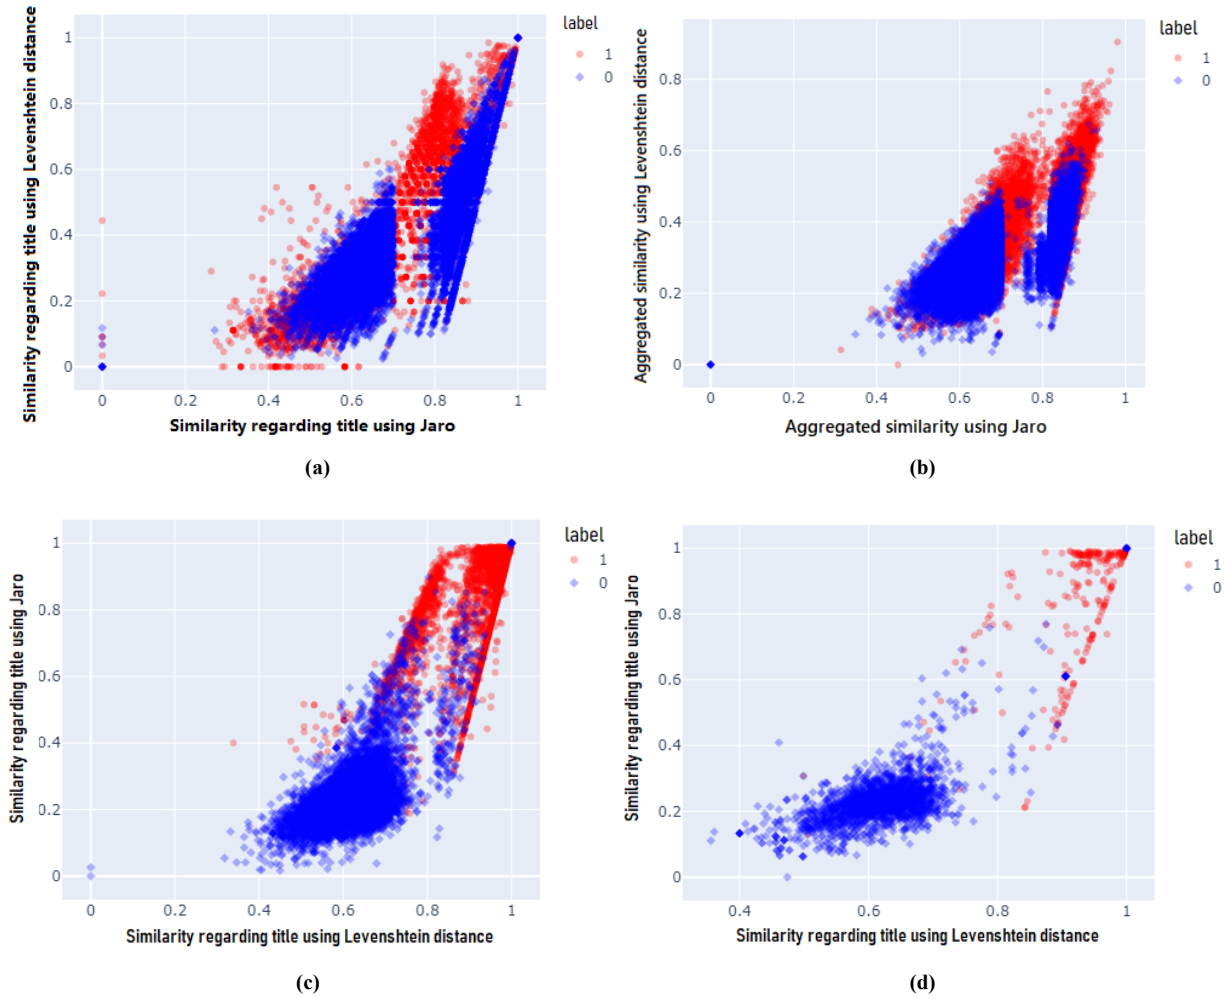 label
1
0
Similarity regarding title using Levenshtein distance
1
0.8
0.6
0.4
0.2
0
0 0.2 0.4 0.6 0.8 1
Similarity regarding title using Jaro
(a)
label
1
0
Aggregated similarity using Levenshtein distance
0.8
0.6
0.4
0.2
0
0 0.2 0.4 0.6 0.8 1
Aggregated similarity using Jaro
(b)
label
1
0
Similarity regarding title using Jaro
1
0.8
0.6
0.4
0.2
0
0 0.2 0.4 0.6 0.8 1
Similarity regarding title using Levenshtein distance
(c)
label
1
0
Similarity regarding title using Jaro
1
0.8
0.6
0.4
0.2
0
0.4 0.6 0.8 1
Similarity regarding title using Levenshtein distance
(d)